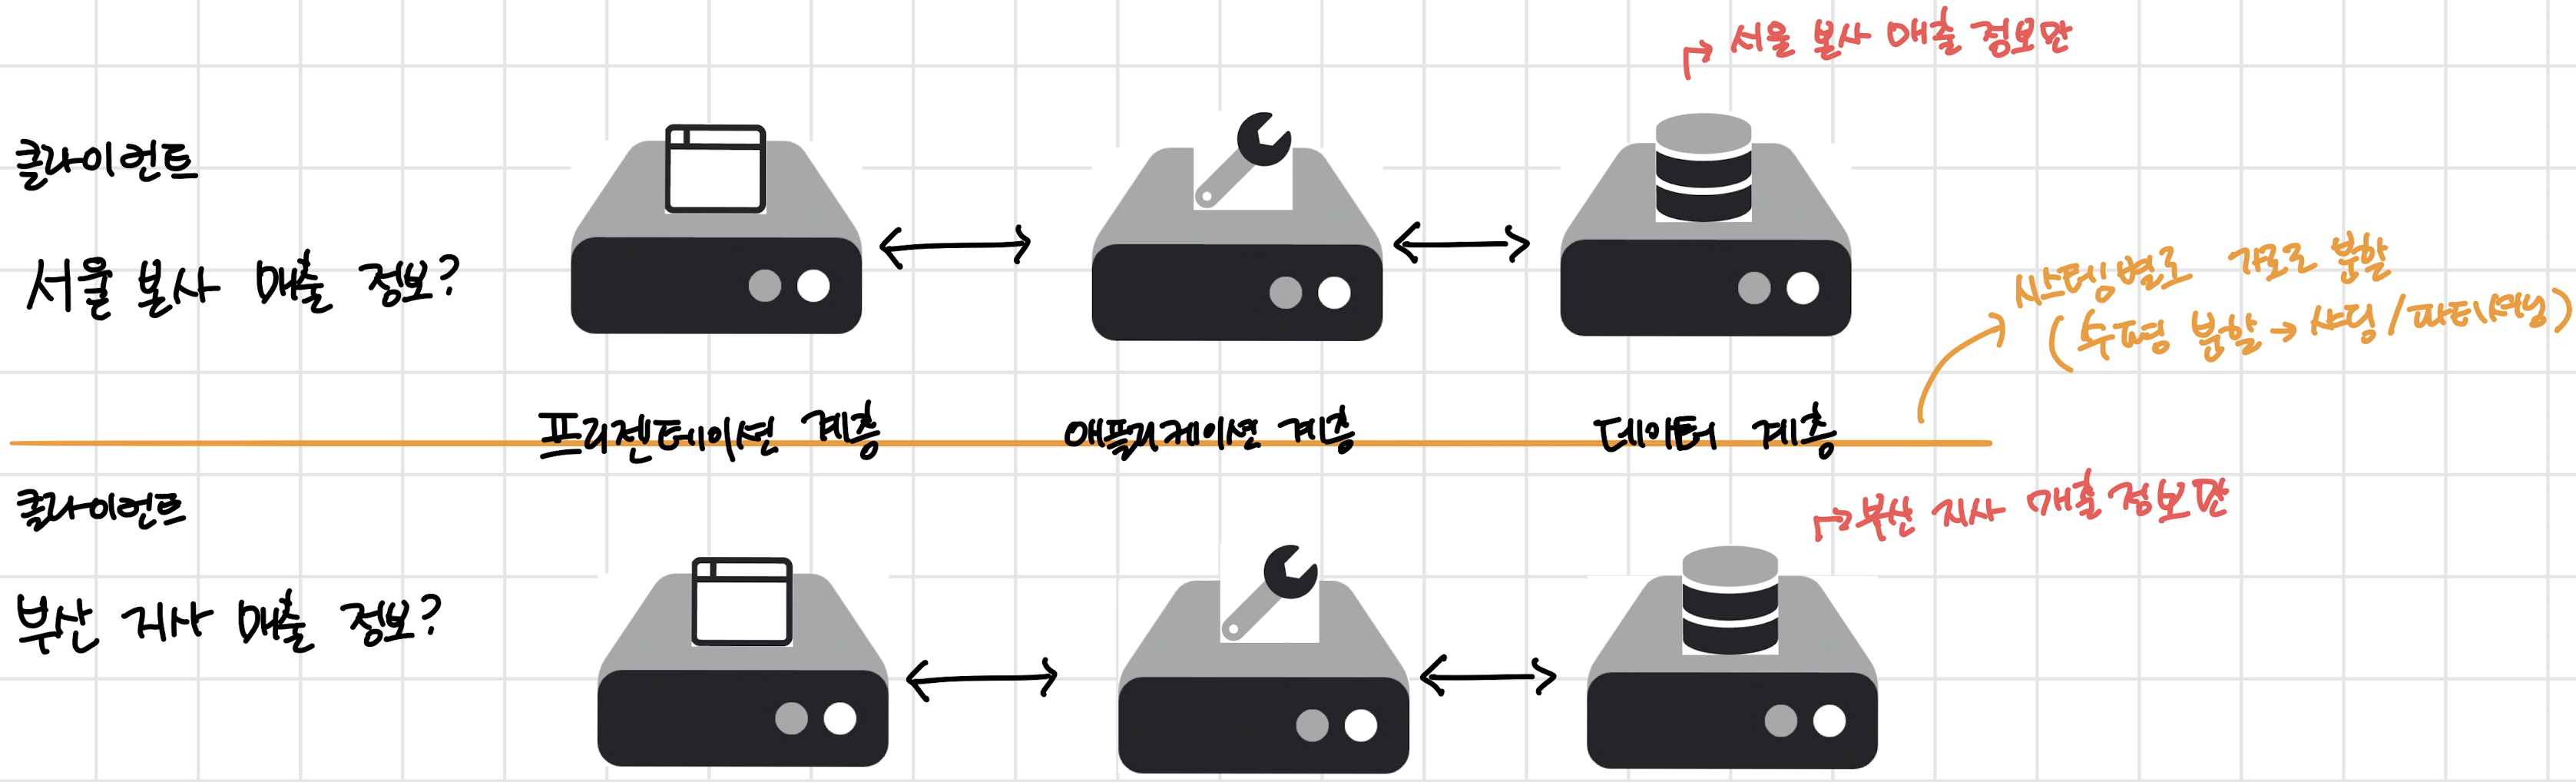 서울 본사 매출 정보만
클라이언트
서울 본사 매출 정보?
시스템별로 가로로 분할
(수평 분할 → 샤딩/파티셔닝)
프리젠테이션 계층
애플리케이션 계층
데이터 계층
클라이언트
부산 지사 매출 정보만
부산 지사 매출 정보?